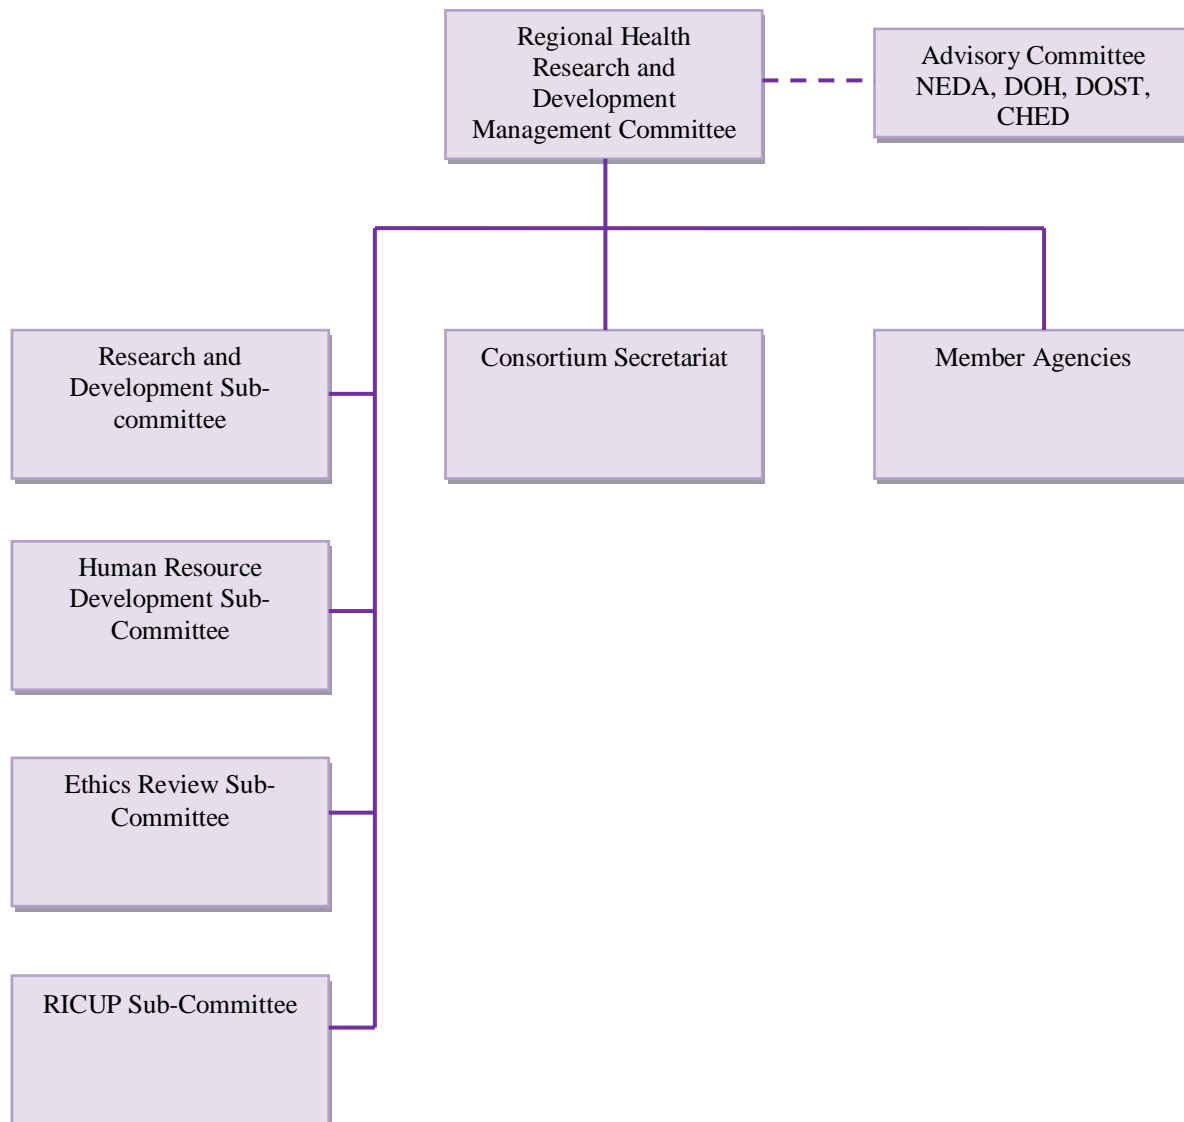 Regional Health
Research and
Development
Management Committee
Advisory Committee
NEDA, DOH, DOST,
CHED
Research and
Development Sub-
committee
Consortium Secretariat
Member Agencies
Human Resource
Development Sub-
Committee
Ethics Review Sub-
Committee
RICUP Sub-Committee